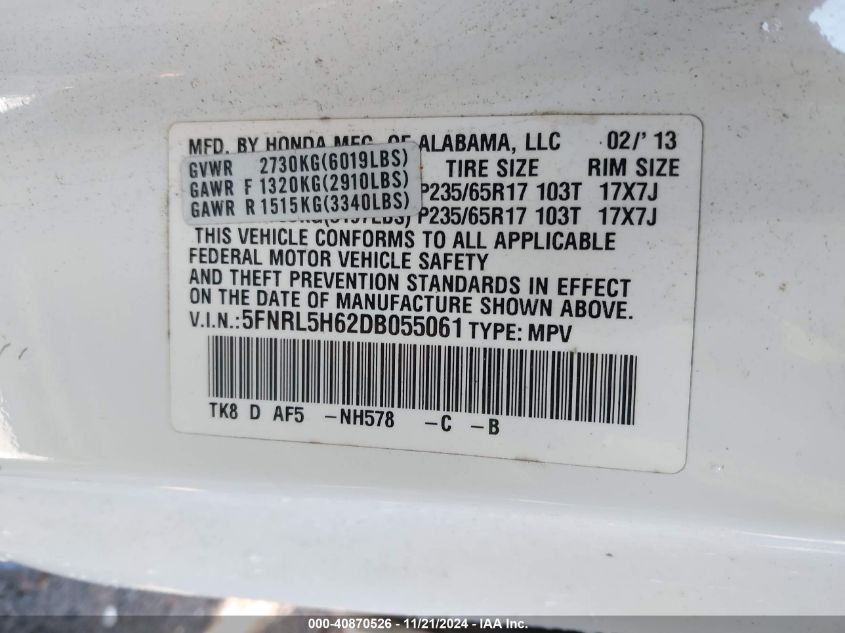 MFD. BY HONDA MFG. OF ALABAMA, LLC 02/' 13
GVWR 2730KG(6019LBS) TIRE SIZE RIM SIZE
GAWR F 1320KG(2910LBS) P235/65R17 103T 17X7J
GAWR R 1515KG(3340LBS) P235/65R17 103T 17X7J
THIS VEHICLE CONFORMS TO ALL APPLICABLE
FEDERAL MOTOR VEHICLE SAFETY
AND THEFT PREVENTION STANDARDS IN EFFECT
ON THE DATE OF MANUFACTURE SHOWN ABOVE.
V.I.N.: 5FNRL5H62DB055061 TYPE: MPV
TK8 D AF5 -NH578 -C -B
000-40870526 - 11/21/2024 - IAA Inc.